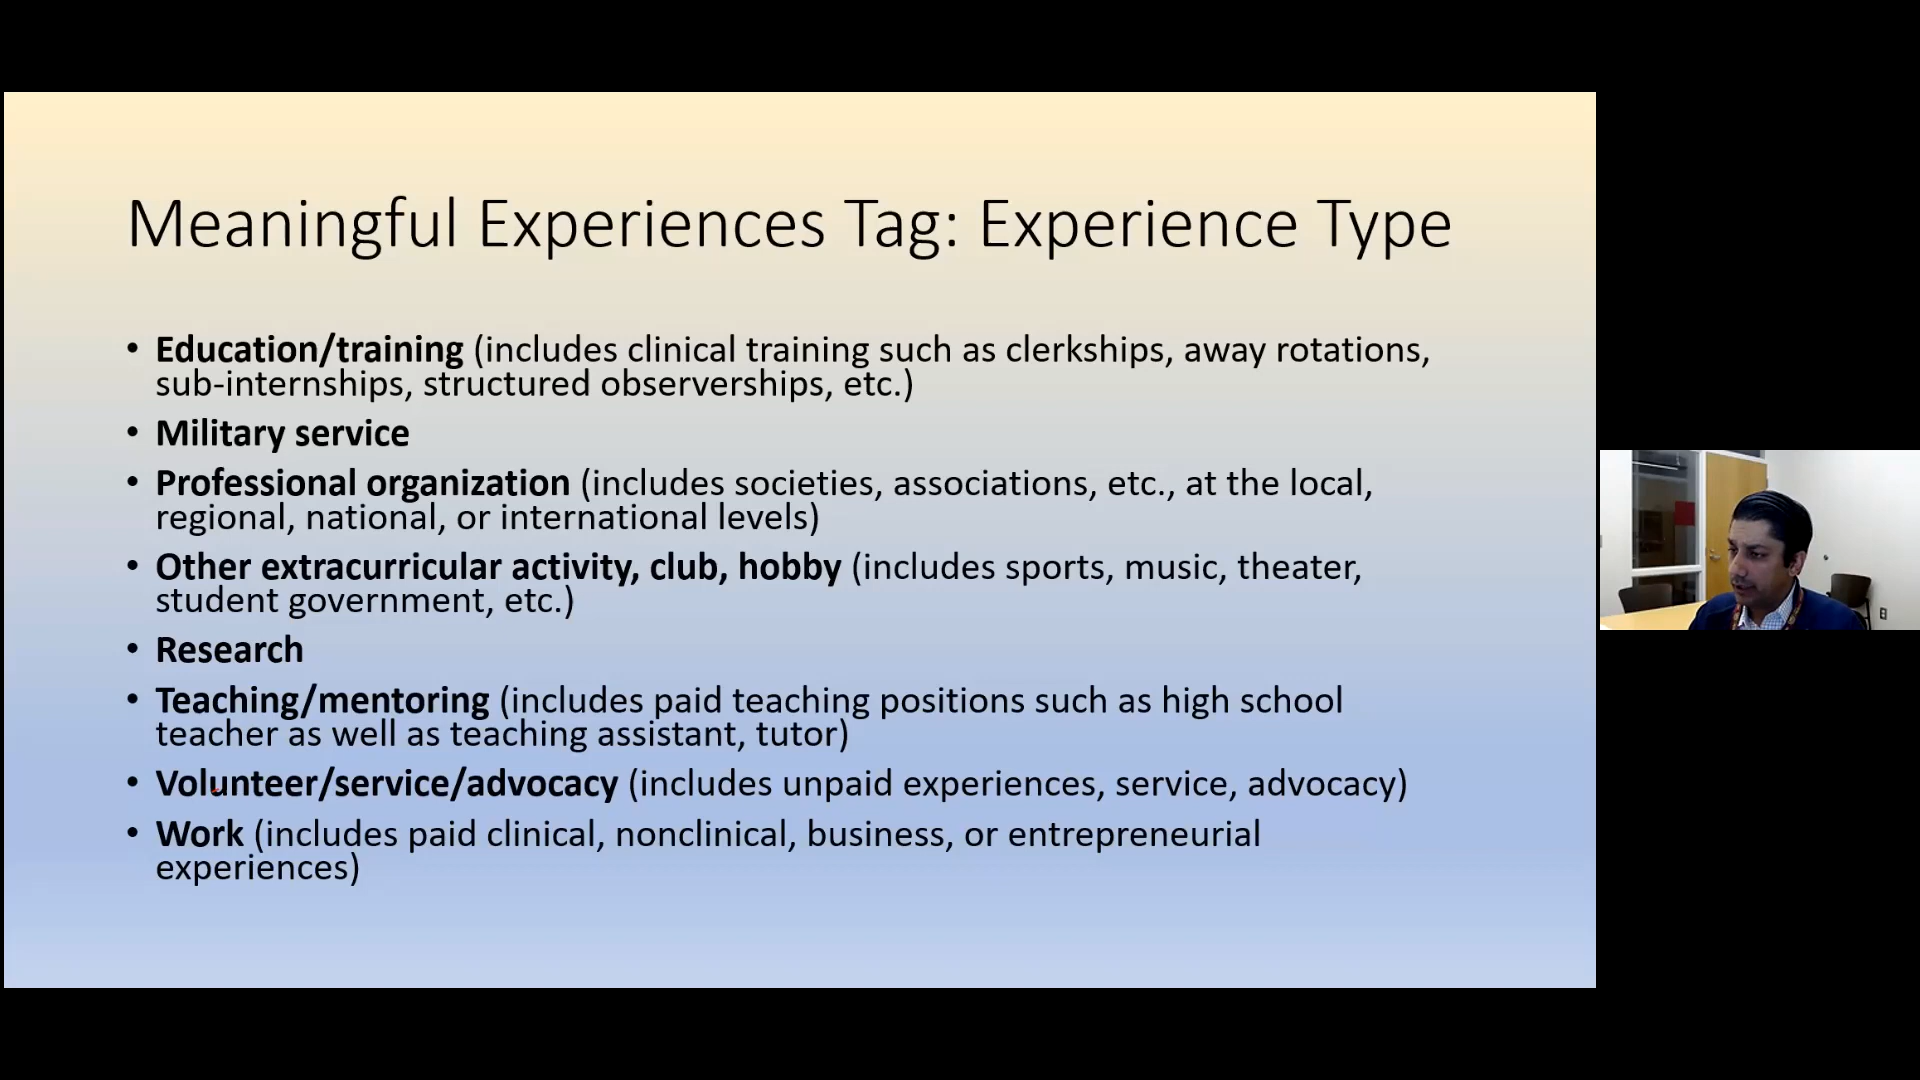 Meaningful Experiences Tag: Experience Type
• Education/training (includes clinical training such as clerkships, away rotations,
sub-internships, structured observerships, etc.)
• Military service
• Professional organization (includes societies, associations, etc., at the local,
regional, national, or international levels)
• Other extracurricular activity, club, hobby (includes sports, music, theater,
student government, etc.)
• Research
• Teaching/mentoring (includes paid teaching positions such as high school
teacher as well as teaching assistant, tutor)
• Volunteer/service/advocacy (includes unpaid experiences, service, advocacy)
• Work (includes paid clinical, nonclinical, business, or entrepreneurial
experiences)